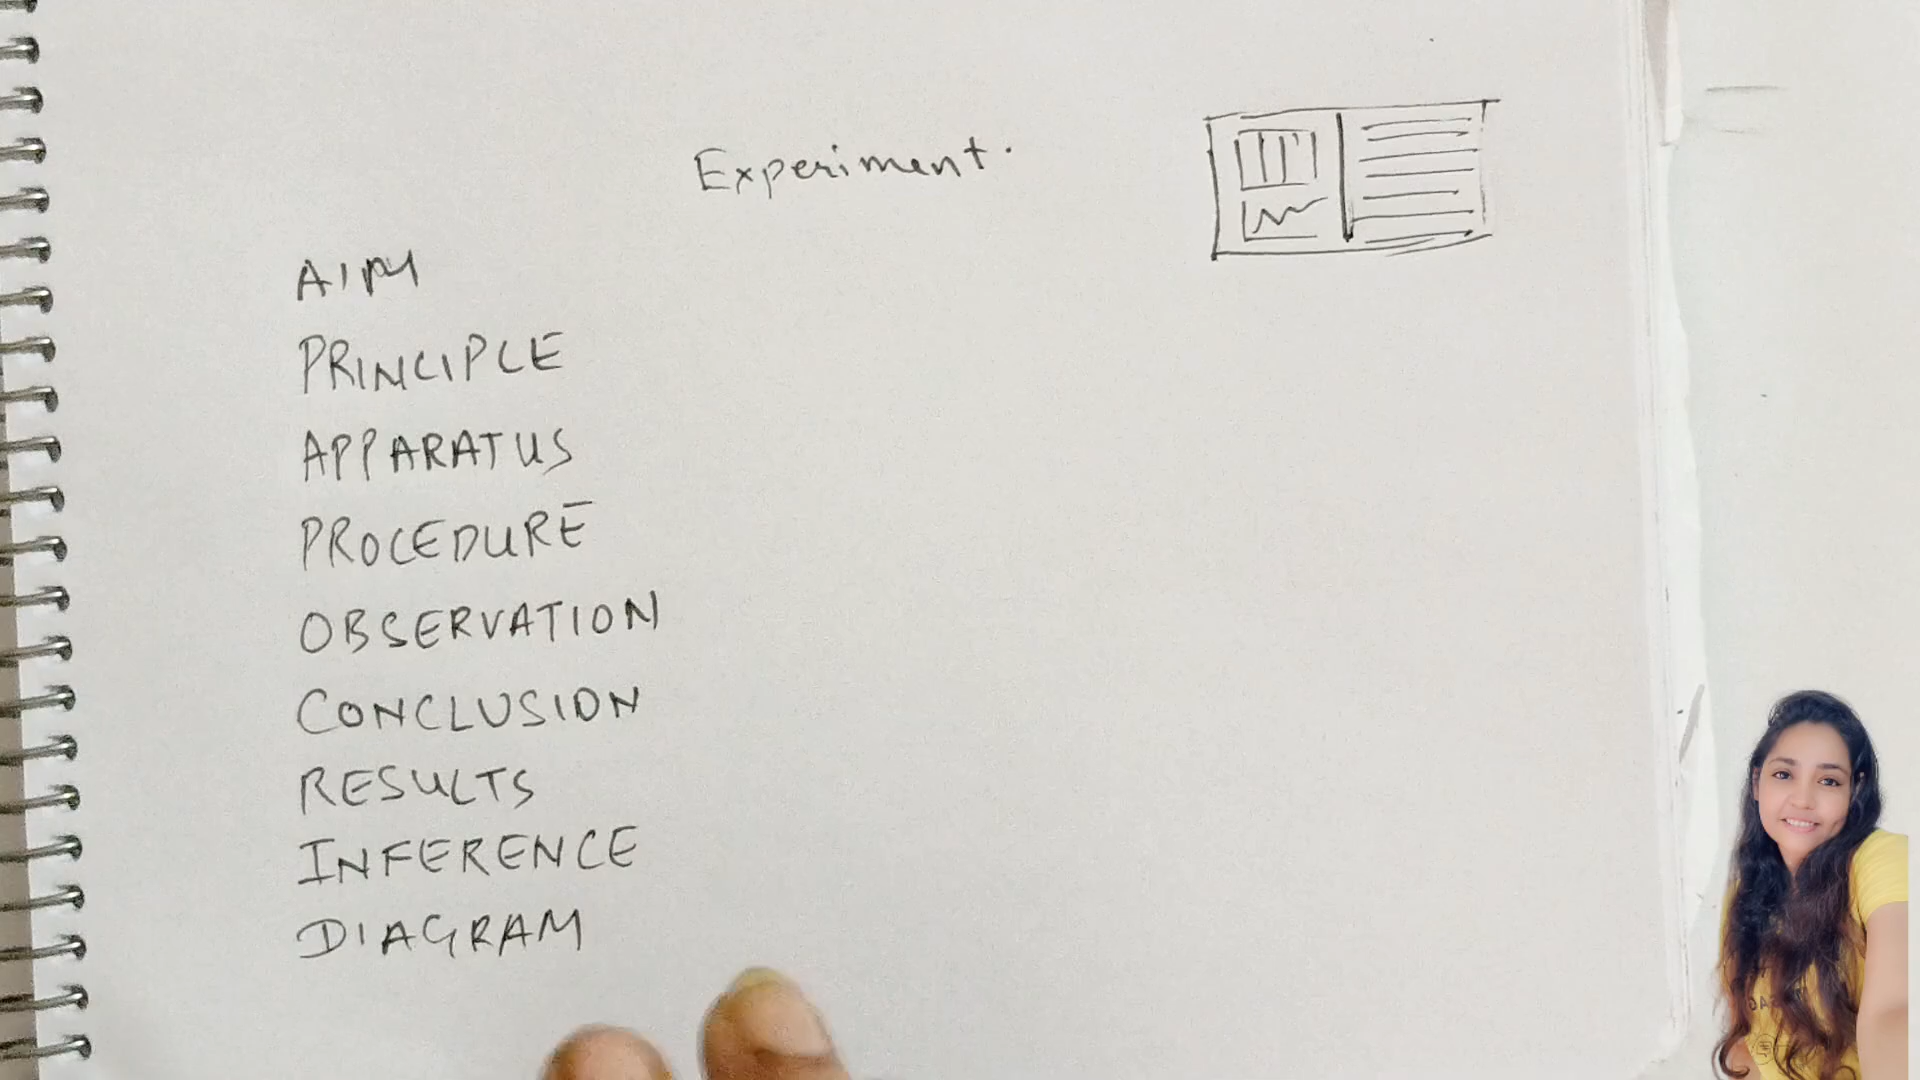 Experiment.
AIM
PRINCIPLE
APPARATUS
PROCEDURE
OBSERVATION
CONCLUSION
RESULTS
INFERENCE
DIAGRAM